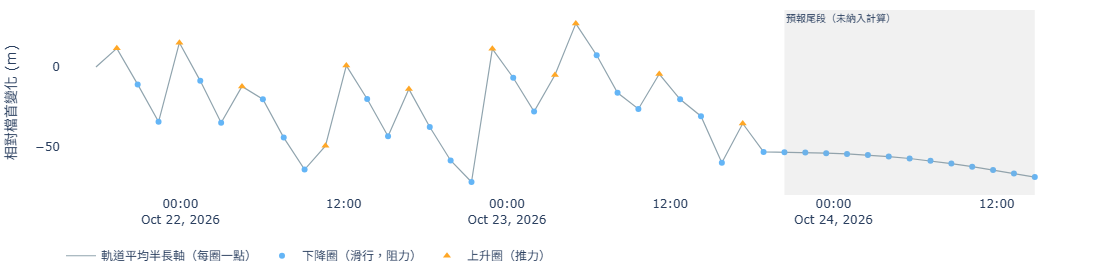 預報尾段（未納入計算）
相對檔首變化 (m)
0
−50
00:00
Oct 22, 2026
12:00
00:00
Oct 23, 2026
12:00
00:00
Oct 24, 2026
12:00
軌道平均半長軸（每圈一點）
下降圈（滑行，阻力）
上升圈（推力）